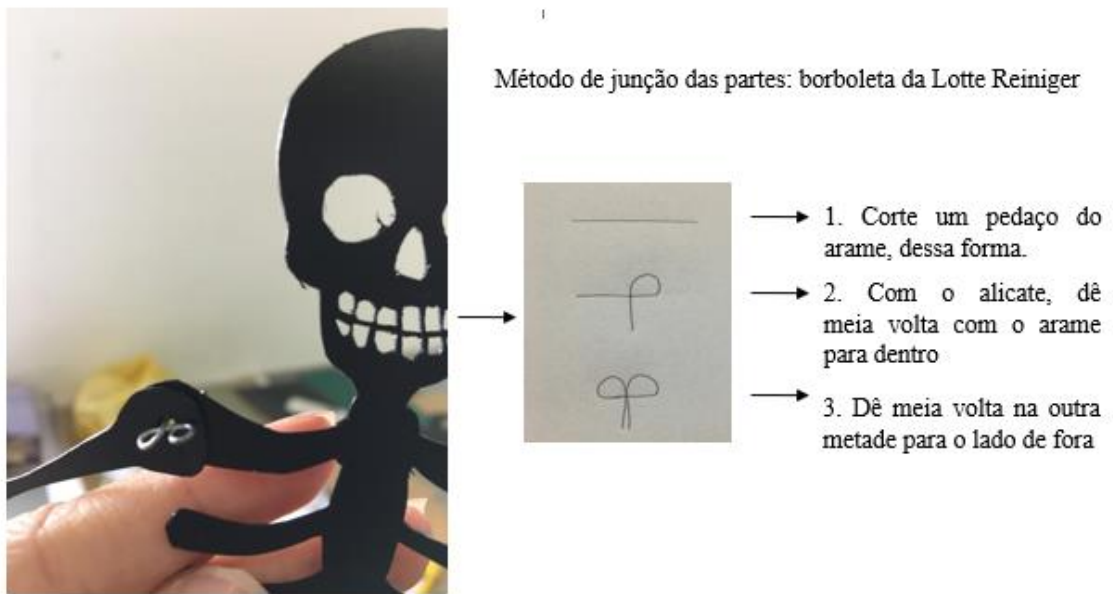 Método de junção das partes: borboleta da Lotte Reiniger
1. Corte um pedaço do
arame, dessa forma.
2. Com o alicate, dê
meia volta com o arame
para dentro
3. Dê meia volta na outra
metade para o lado de fora